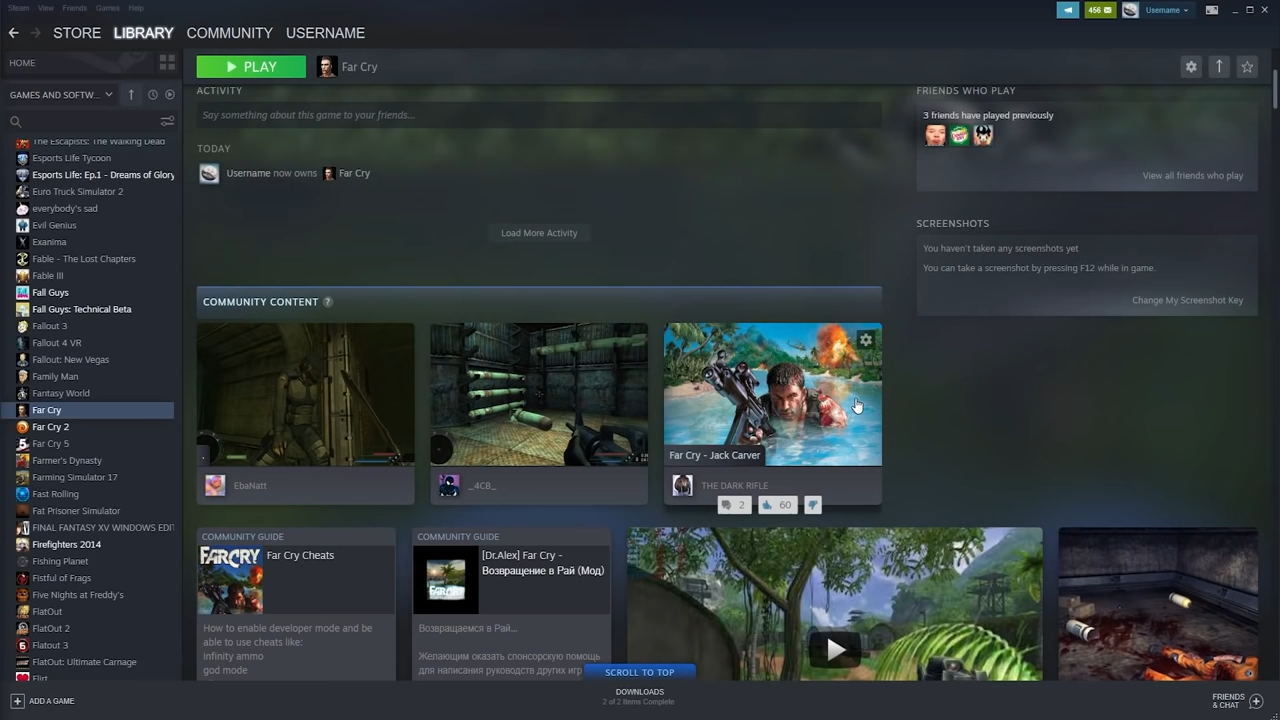 Steam View Friends Games Help
456
Username
STORE LIBRARY COMMUNITY USERNAME
HOME
GAMES AND SOFTW...
The Escapists: The Walking Dead
Esports Life Tycoon
Esports Life: Ep.1 - Dreams of Glory
Euro Truck Simulator 2
everybody's sad
Evil Genius
Exanima
Fable - The Lost Chapters
Fable III
Fall Guys
Fall Guys: Technical Beta
Fallout 3
Fallout 4 VR
Fallout: New Vegas
Family Man
Fantasy World
Far Cry
Far Cry 2
Far Cry 5
Farmer's Dynasty
Farming Simulator 17
Fast Rolling
Fat Prisoner Simulator
FINAL FANTASY XV WINDOWS EDIT
Firefighters 2014
Fishing Planet
Fistful of Frags
Five Nights at Freddy's
FlatOut
FlatOut 2
Flatout 3
FlatOut: Ultimate Carnage
Flirt
ADD A GAME
PLAY
Far Cry
ACTIVITY
Say something about this game to your friends...
TODAY
Username now owns Far Cry
Load More Activity
COMMUNITY CONTENT ?
EbaNatt
_4C8_
Far Cry - Jack Carver
THE DARK RIFLE
2 60
COMMUNITY GUIDE
FARCRY
Far Cry Cheats
How to enable developer mode and be
able to use cheats like:
infinity ammo
god mode
COMMUNITY GUIDE
[Dr.Alex] Far Cry -
Возвращение в Рай (Мод)
Возвращаемся в Рай...
Желающим оказать спонсорскую помощь
для написания руководств других игр
SCROLL TO TOP
DOWNLOADS
2 of 2 Items Complete
FRIENDS WHO PLAY
3 friends have played previously
View all friends who play
SCREENSHOTS
You haven't taken any screenshots yet
You can take a screenshot by pressing F12 while in game.
Change My Screenshot Key
FRIENDS
& CHAT